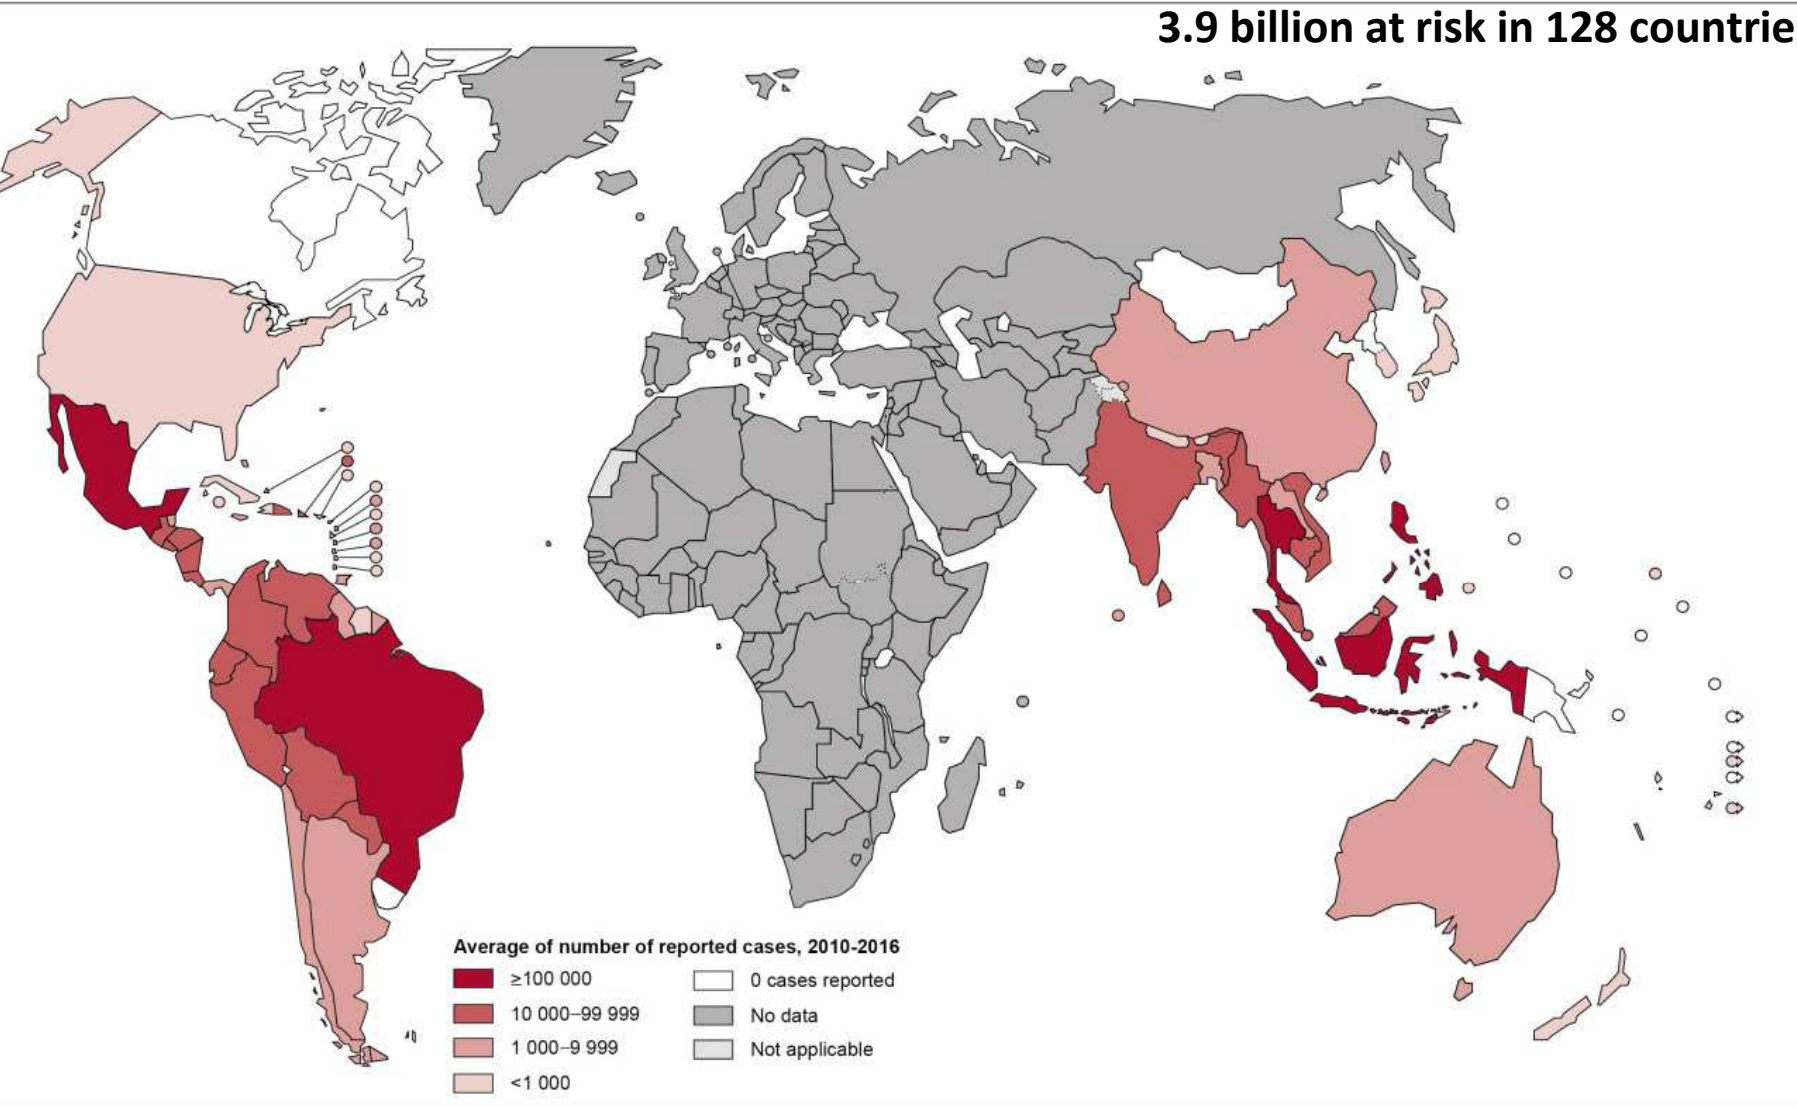 3.9 billion at risk in 128 countrie
Average of number of reported cases, 2010-2016
≥100 000
10 000–99 999
1 000–9 999
<1 000
0 cases reported
No data
Not applicable